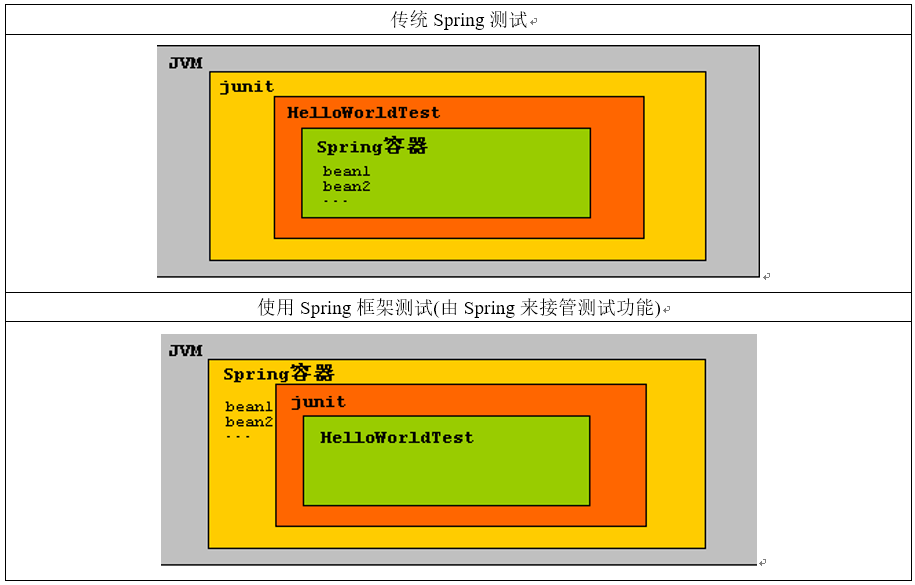 传统 Spring 测试
JVM
junit
HelloWorldTest
Spring容器
bean1
bean2
...
使用 Spring 框架测试(由 Spring 来接管测试功能)
JVM
Spring容器
bean1
bean2
...
junit
HelloWorldTest